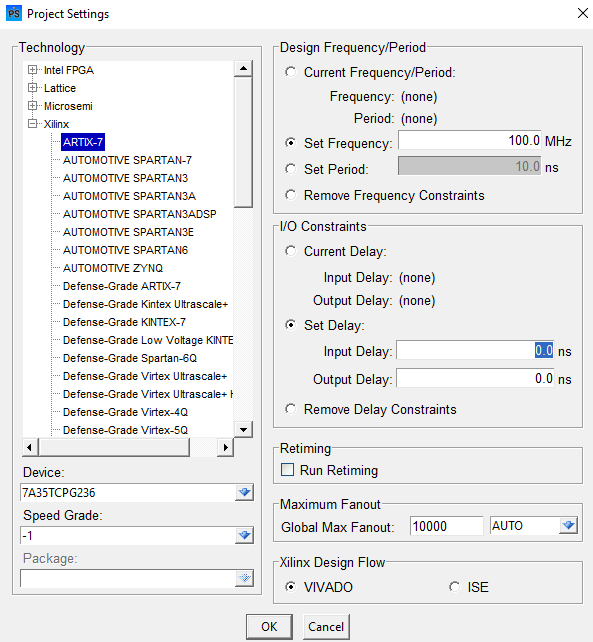 PS Project Settings
Technology
Intel FPGA
Lattice
Microsemi
Xilinx
ARTIX-7
AUTOMOTIVE SPARTAN-7
AUTOMOTIVE SPARTAN3
AUTOMOTIVE SPARTAN3A
AUTOMOTIVE SPARTAN3ADSP
AUTOMOTIVE SPARTAN3E
AUTOMOTIVE SPARTAN6
AUTOMOTIVE ZYNQ
Defense-Grade ARTIX-7
Defense-Grade Kintex Ultrascale+
Defense-Grade KINTEX-7
Defense-Grade Low Voltage KINTE
Defense-Grade Spartan-6Q
Defense-Grade Virtex Ultrascale+
Defense-Grade Virtex Ultrascale+ H
Defense-Grade Virtex-4Q
Defense-Grade Virtex-5Q
Device:
7A35TCPG236
Speed Grade:
-1
Package:
Design Frequency/Period
Current Frequency/Period:
Frequency: (none)
Period: (none)
Set Frequency: 100.0 MHz
Set Period: 10.0 ns
Remove Frequency Constraints
I/O Constraints
Current Delay:
Input Delay: (none)
Output Delay: (none)
Set Delay:
Input Delay: 0.0 ns
Output Delay: 0.0 ns
Remove Delay Constraints
Retiming
Run Retiming
Maximum Fanout
Global Max Fanout: 10000 AUTO
Xilinx Design Flow
VIVADO ISE
OK Cancel